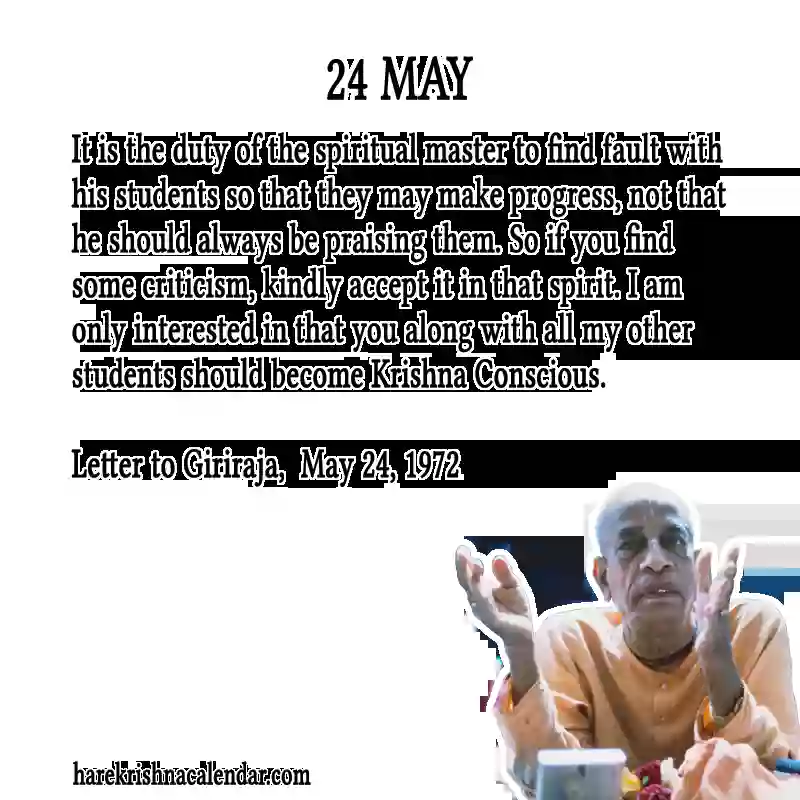 24 MAY
It is the duty of the spiritual master to find fault with
his students so that they may make progress, not that
he should always be praising them. So if you find
some criticism, kindly accept it in that spirit. I am
only interested in that you along with all my other
students should become Krishna Conscious.
Letter to Giriraja,  May 24, 1972
harekrishnacalendar.com